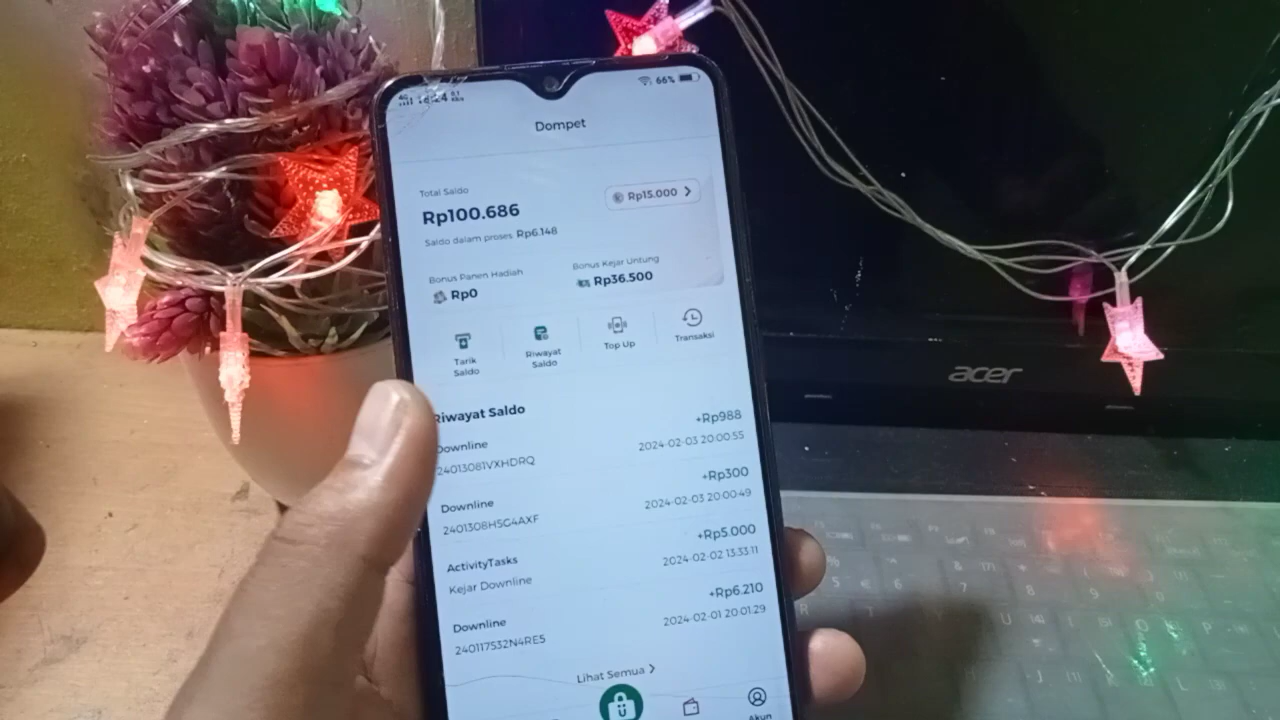 66%
Dompet
Total Saldo
Rp100.686
Rp15.000
Saldo dalam proses Rp6.148
Bonus Panen Hadiah
Rp0
Bonus Kejar Untung
Rp36.500
Tarik
Saldo
Riwayat
Saldo
Top Up
Transaksi
Riwayat Saldo
Downline
+Rp988
24013081VXHDRQ
2024-02-03 20:00:55
Downline
+Rp300
2401308H5G4AXF
2024-02-03 20:00:49
ActivityTasks
+Rp5.000
Kejar Downline
2024-02-02 13:33:11
Downline
+Rp6.210
240117532N4RE5
2024-02-01 20:01:29
Lihat Semua
Akun
acer